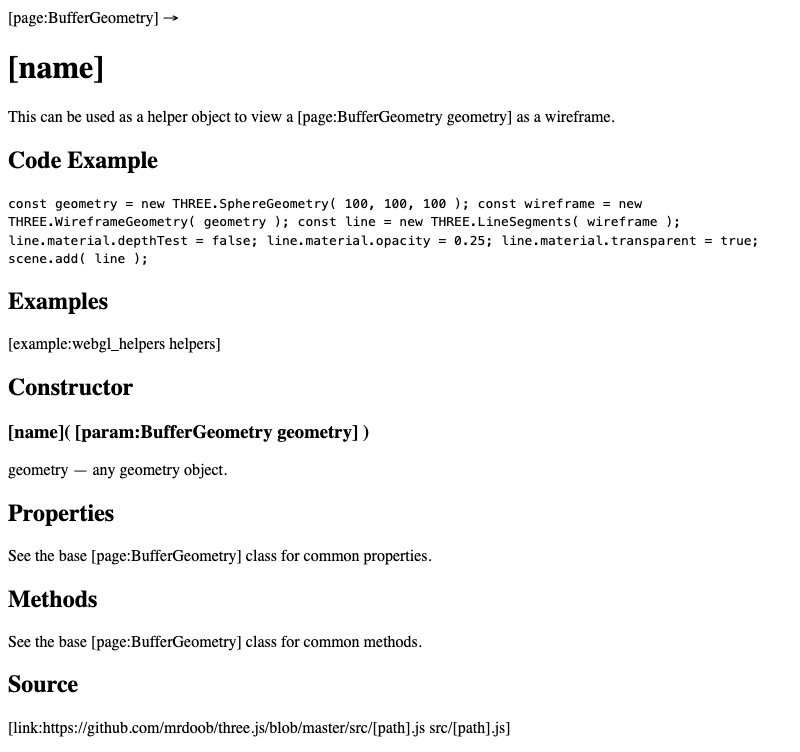 [page:BufferGeometry] →
[name]
This can be used as a helper object to view a [page:BufferGeometry geometry] as a wireframe.
Code Example
const geometry = new THREE.SphereGeometry( 100, 100, 100 ); const wireframe = new
THREE.WireframeGeometry( geometry ); const line = new THREE.LineSegments( wireframe );
line.material.depthTest = false; line.material.opacity = 0.25; line.material.transparent = true;
scene.add( line );
Examples
[example:webgl_helpers helpers]
Constructor
[name]( [param:BufferGeometry geometry] )
geometry — any geometry object.
Properties
See the base [page:BufferGeometry] class for common properties.
Methods
See the base [page:BufferGeometry] class for common methods.
Source
[link:https://github.com/mrdoob/three.js/blob/master/src/[path].js src/[path].js]